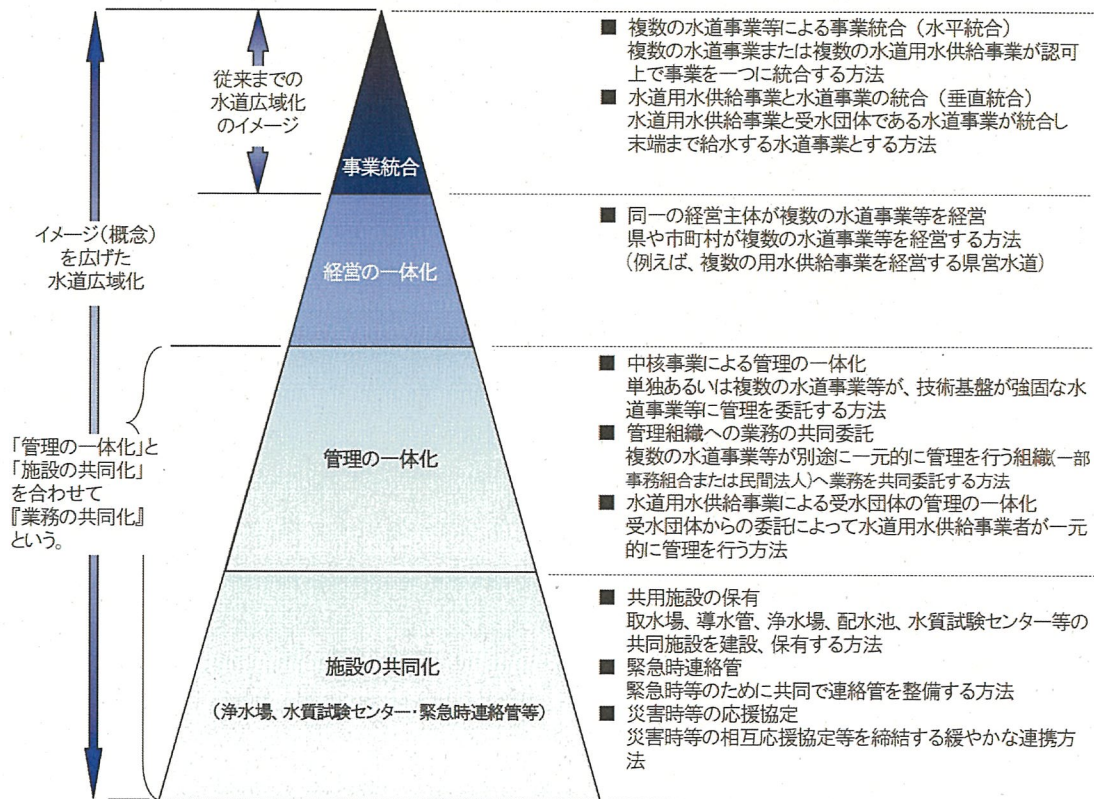 従来までの
水道広域化
のイメージ
イメージ(概念)
を広げた
水道広域化
「管理の一体化」と
「施設の共同化」
を合わせて
『業務の共同化』
という。
事業統合
経営の一体化
管理の一体化
施設の共同化
(浄水場、水質試験センター・緊急時連絡管等)
■ 複数の水道事業等による事業統合(水平統合)
複数の水道事業または複数の水道用水供給事業が認可
上で事業を一つに統合する方法
■ 水道用水供給事業と水道事業の統合(垂直統合)
水道用水供給事業と受水団体である水道事業が統合し
末端まで給水する水道事業とする方法
■ 同一の経営主体が複数の水道事業等を経営
県や市町村が複数の水道事業等を経営する方法
(例えば、複数の用水供給事業を経営する県営水道)
■ 中核事業による管理の一体化
単独あるいは複数の水道事業等が、技術基盤が強固な水
道事業等に管理を委託する方法
■ 管理組織への業務の共同委託
複数の水道事業等が別途に一元的に管理を行う組織(一部
事務組合または民間法人)へ業務を共同委託する方法
■ 水道用水供給事業による受水団体の管理の一体化
受水団体からの委託によって水道用水供給事業者が一元
的に管理を行う方法
■ 共用施設の保有
取水場、導水管、浄水場、配水池、水質試験センター等の
共同施設を建設、保有する方法
■ 緊急時連絡管
緊急時等のために共同で連絡管を整備する方法
■ 災害時等の応援協定
災害時等の相互応援協定等を締結する緩やかな連携方
法